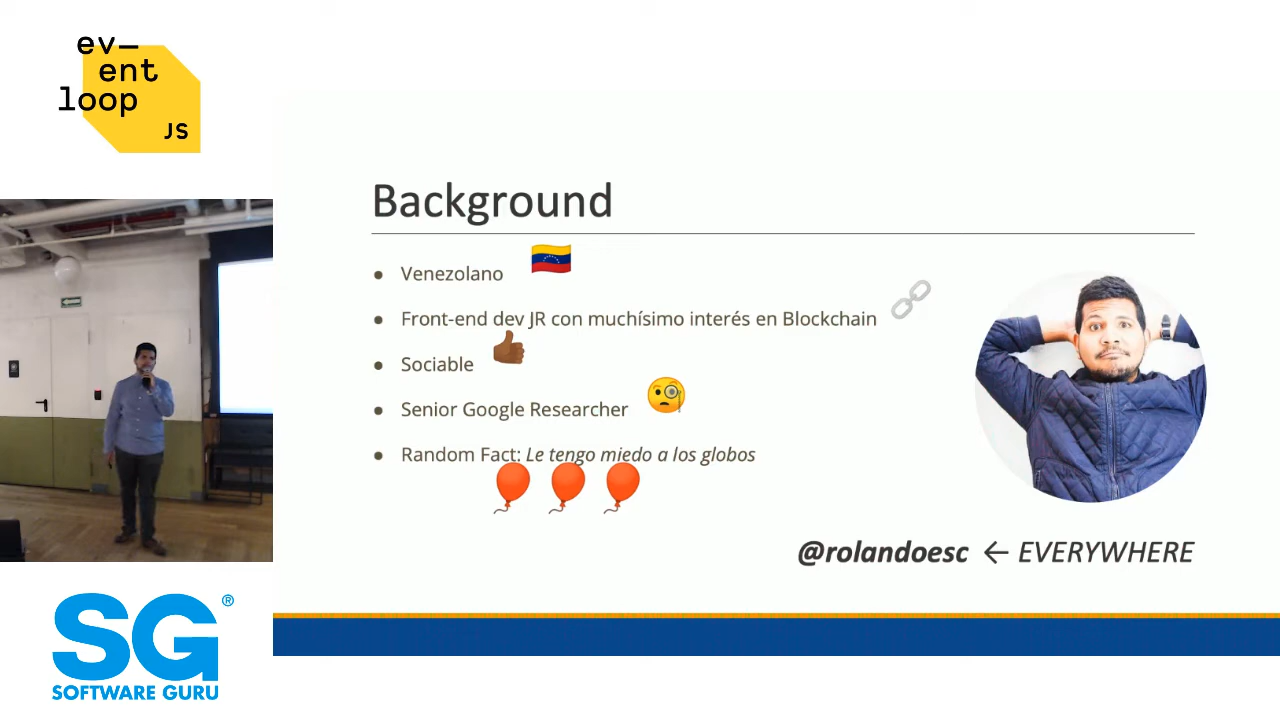 ev—
ent
loop
JS
Background
Venezolano
Front-end dev JR con muchísimo interés en Blockchain
Sociable
Senior Google Researcher
Random Fact: Le tengo miedo a los globos
@rolandoesc ← EVERYWHERE
SG®
SOFTWARE GURU